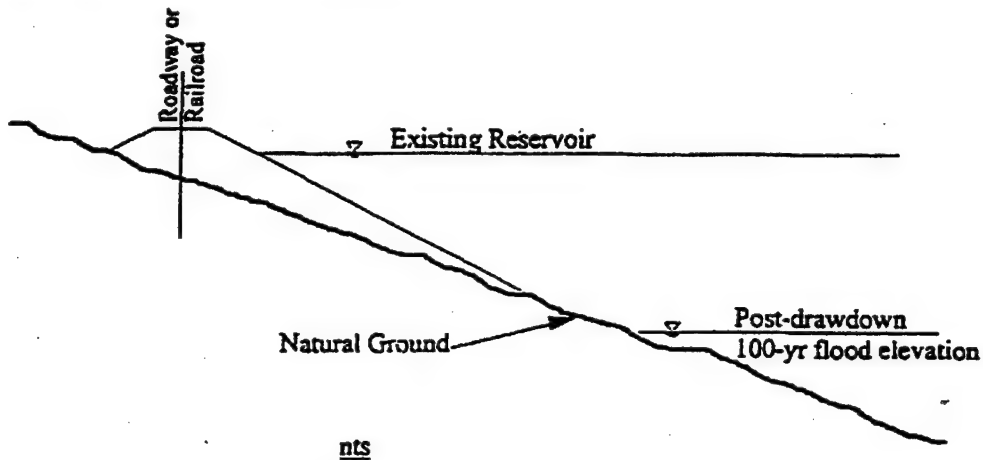 Roadway or
Railroad
Existing Reservoir
Post-drawdown
100-yr flood elevation
Natural Ground
nts